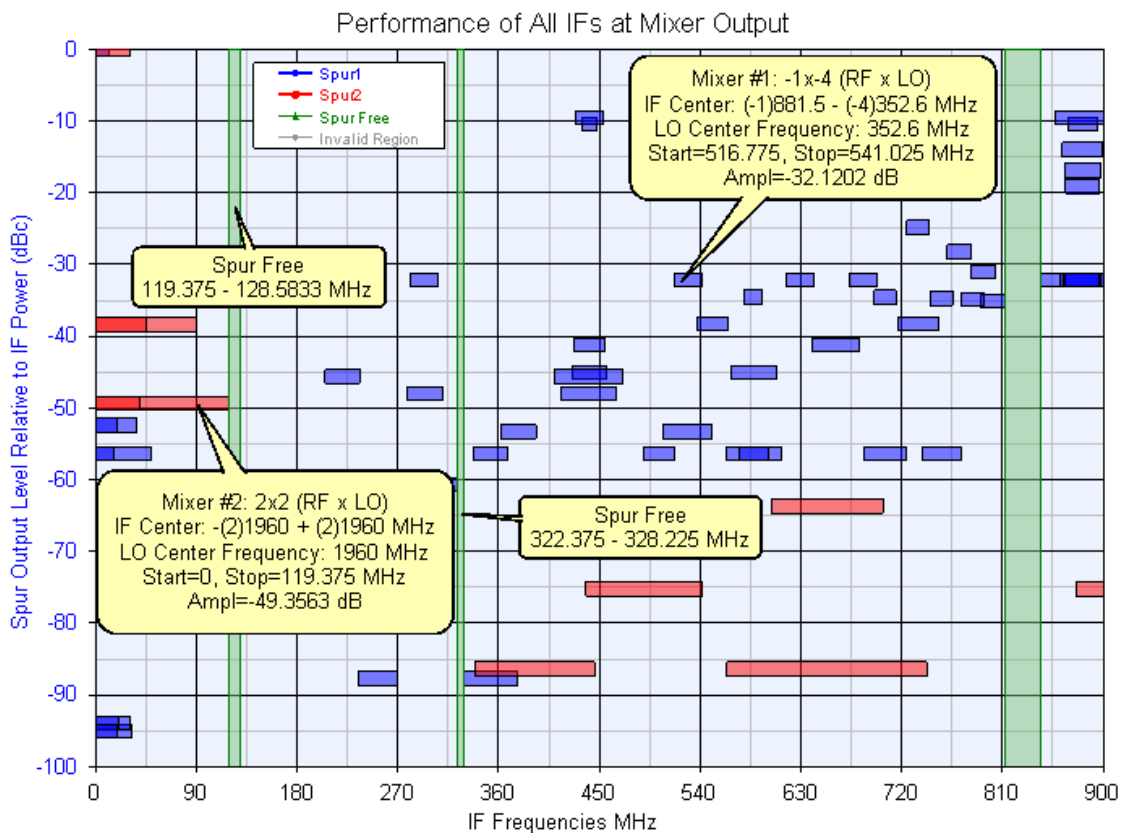 Performance of All IFs at Mixer Output
Spur Output Level Relative to IF Power (dBc)
0
-10
-20
-30
-40
-50
-60
-70
-80
-90
-100
Spur1
Spur2
Spur Free
Invalid Region
Mixer #1: -1x-4 (RF x LO)
IF Center: (-1)881.5 - (-4)352.6 MHz
LO Center Frequency: 352.6 MHz
Start=516.775, Stop=541.025 MHz
Ampl=-32.1202 dB
Spur Free
119.375 - 128.5833 MHz
Mixer #2: 2x2 (RF x LO)
IF Center: -(2)1960 + (2)1960 MHz
LO Center Frequency: 1960 MHz
Start=0, Stop=119.375 MHz
Ampl=-49.3563 dB
Spur Free
322.375 - 328.225 MHz
0 90 180 270 360 450 540 630 720 810 900
IF Frequencies MHz